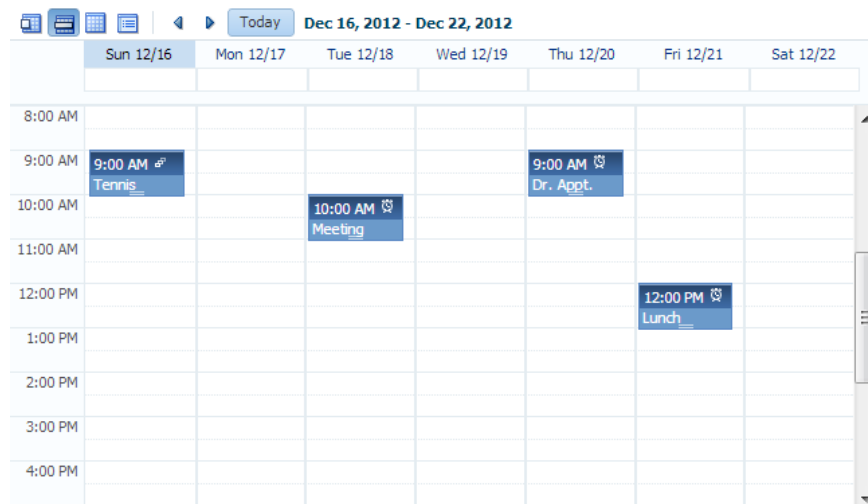 Today Dec 16, 2012 - Dec 22, 2012
Sun 12/16 Mon 12/17 Tue 12/18 Wed 12/19 Thu 12/20 Fri 12/21 Sat 12/22
8:00 AM
9:00 AM 9:00 AM 9:00 AM
Tennis Dr. Appt.
10:00 AM 10:00 AM
Meeting
11:00 AM
12:00 PM 12:00 PM
Lunch
1:00 PM
2:00 PM
3:00 PM
4:00 PM